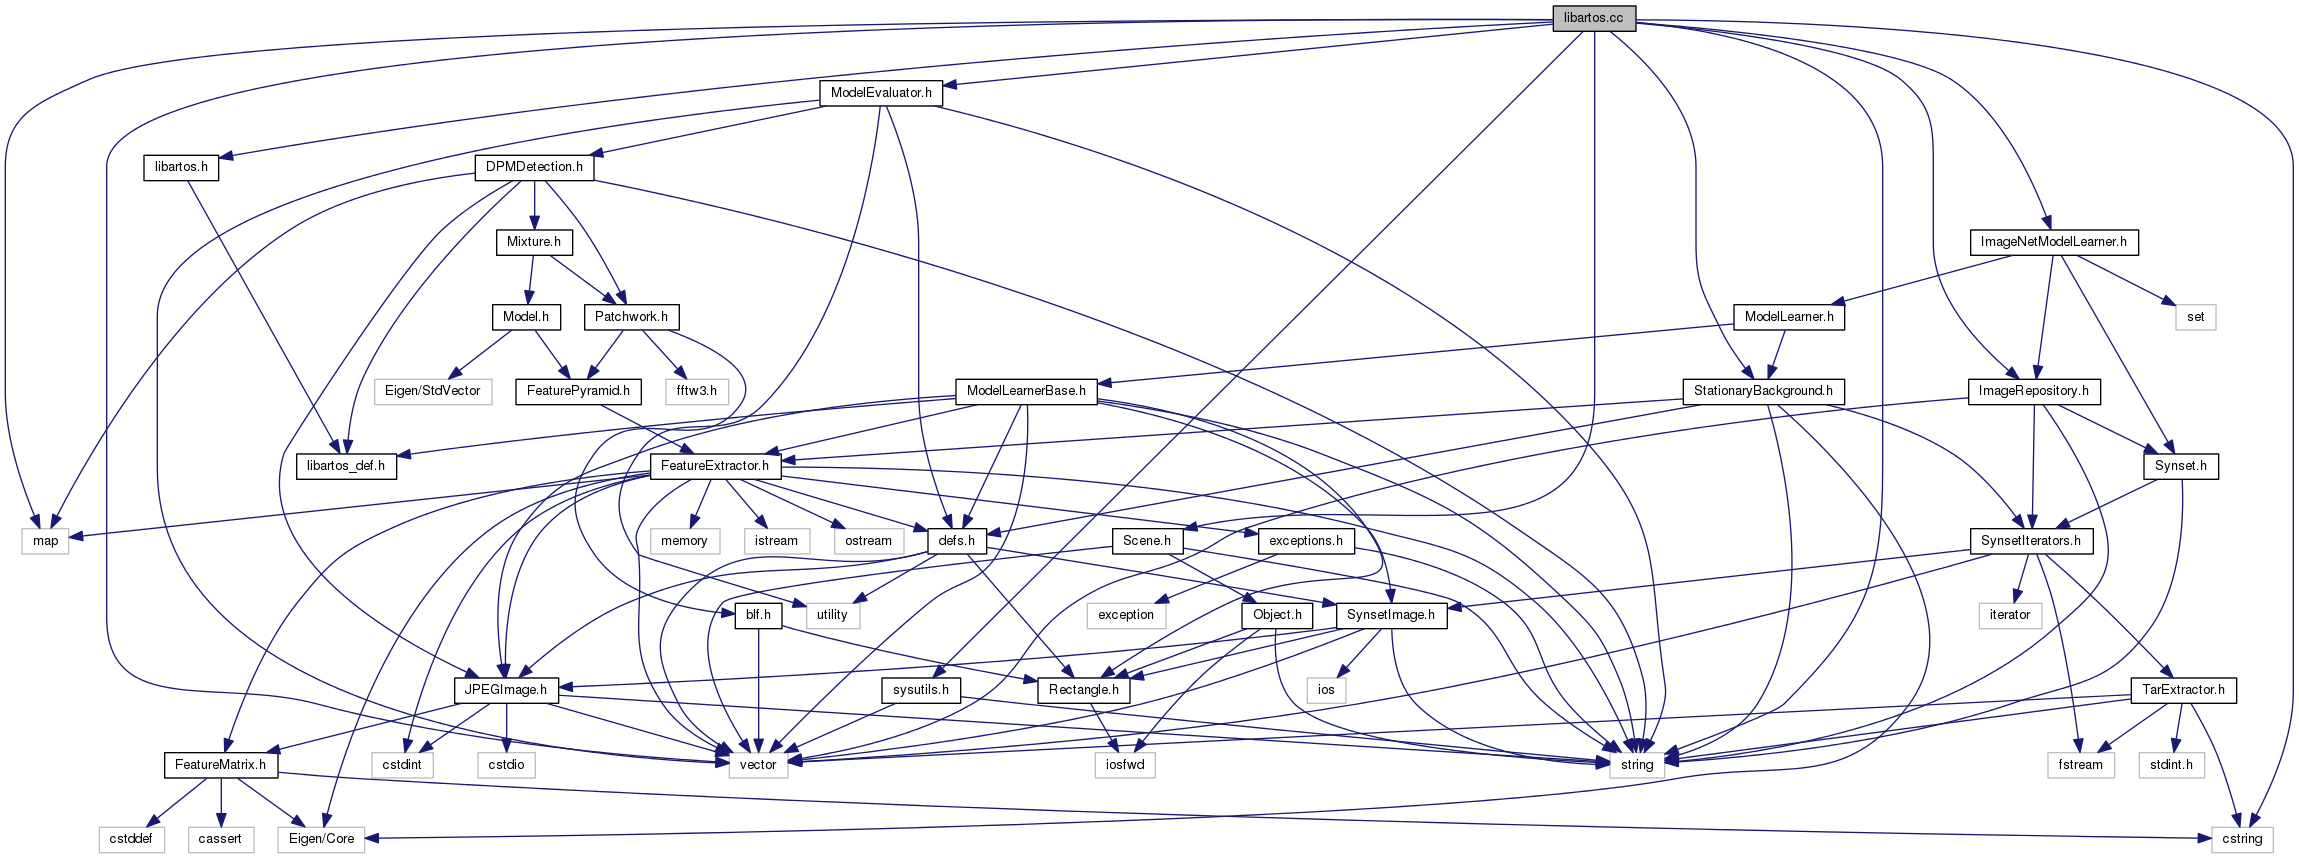 libartos.cc
ModelEvaluator.h
libartos.h
DPMDetection.h
Mixture.h
ImageNetModelLearner.h
Model.h
Patchwork.h
ModelLearner.h
set
Eigen/StdVector
FeaturePyramid.h
fftw3.h
ModelLearnerBase.h
StationaryBackground.h
ImageRepository.h
libartos_def.h
FeatureExtractor.h
Synset.h
map
memory
istream
ostream
defs.h
Scene.h
exceptions.h
SynsetIterators.h
blf.h
utility
exception
Object.h
SynsetImage.h
iterator
JPEGImage.h
sysutils.h
Rectangle.h
ios
TarExtractor.h
FeatureMatrix.h
cstdint
cstdio
vector
iosfwd
string
fstream
stdint.h
cstddef
cassert
Eigen/Core
cstring